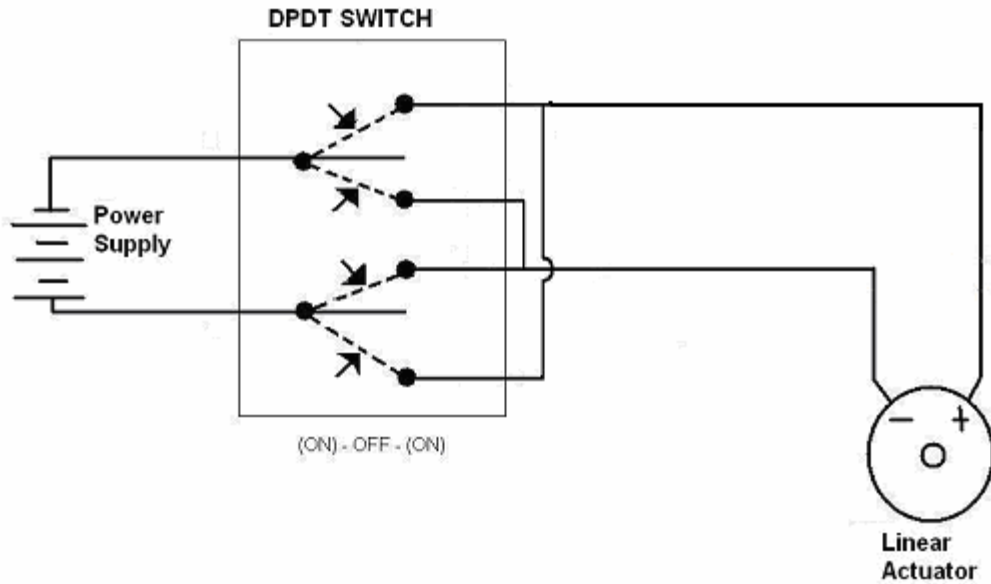 DPDT SWITCH
Power
Supply
(ON) - OFF - (ON)
− +
Linear
Actuator